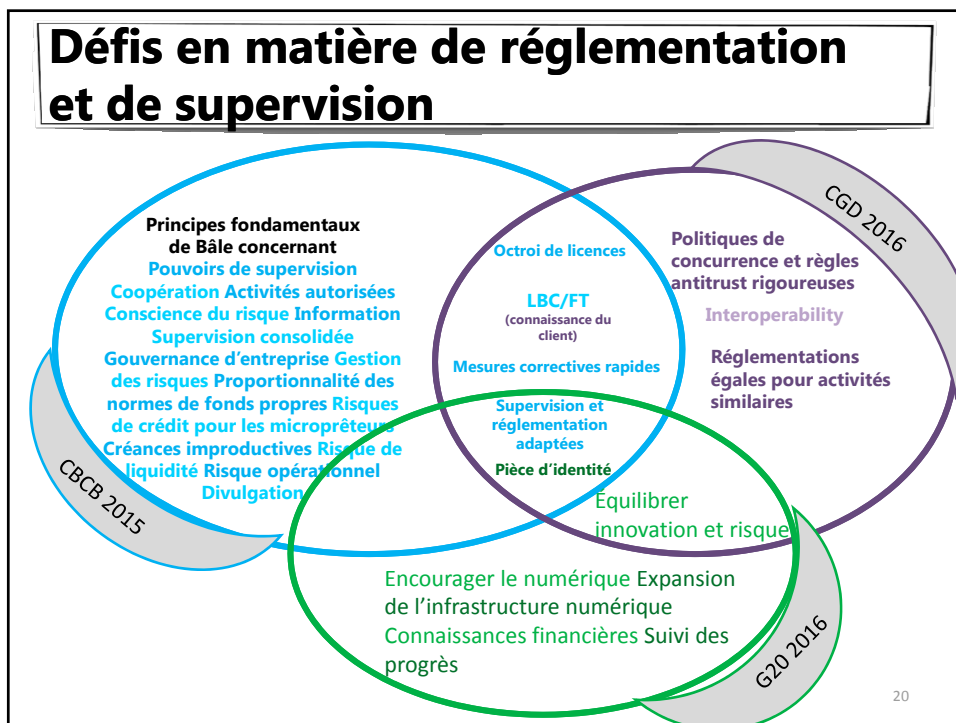 Défis en matière de réglementation
et de supervision
Principes fondamentaux
de Bâle concernant
Pouvoirs de supervision
Coopération Activités autorisées
Conscience du risque Information
Supervision consolidée
Gouvernance d’entreprise Gestion
des risques Proportionnalité des
normes de fonds propres Risques
de crédit pour les microprêteurs
Créances improductives Risque de
liquidité Risque opérationnel
Divulgation
CBCB 2015
Octroi de licences
LBC/FT
(connaissance du
client)
Mesures correctives rapides
Supervision et
réglementation
adaptées
Pièce d’identité
Politiques de
concurrence et règles
antitrust rigoureuses
Interoperability
Réglementations
égales pour activités
similaires
CGD 2016
Équilibrer
innovation et risque
Encourager le numérique Expansion
de l’infrastructure numérique
Connaissances financières Suivi des
progrès
G20 2016
20